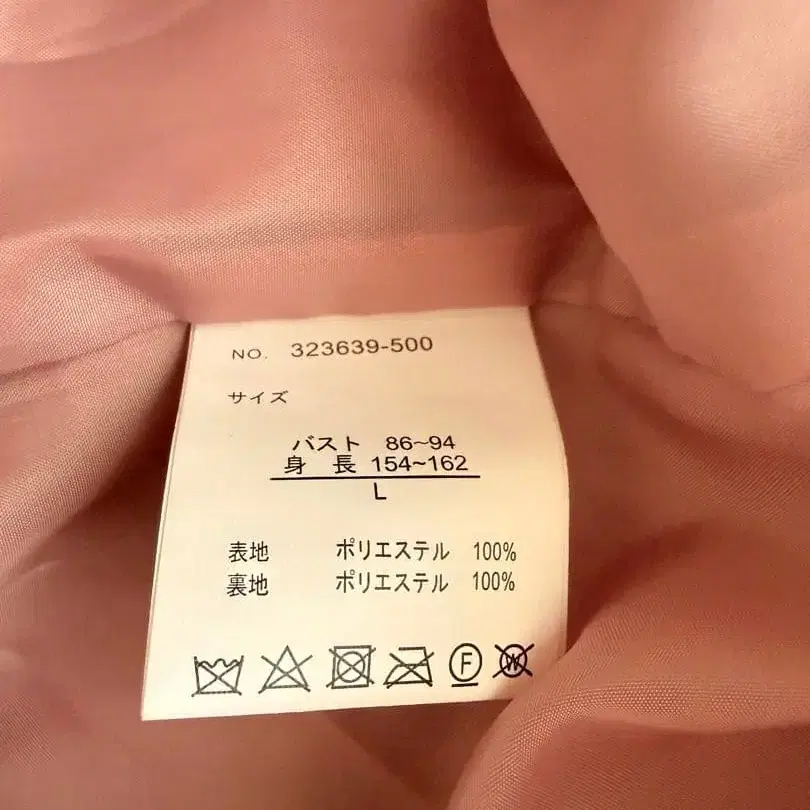 NO. 323639-500
サイズ
バスト 86~94
身 長 154~162
L
表地 ポリエステル 100%
裏地 ポリエステル 100%
F W